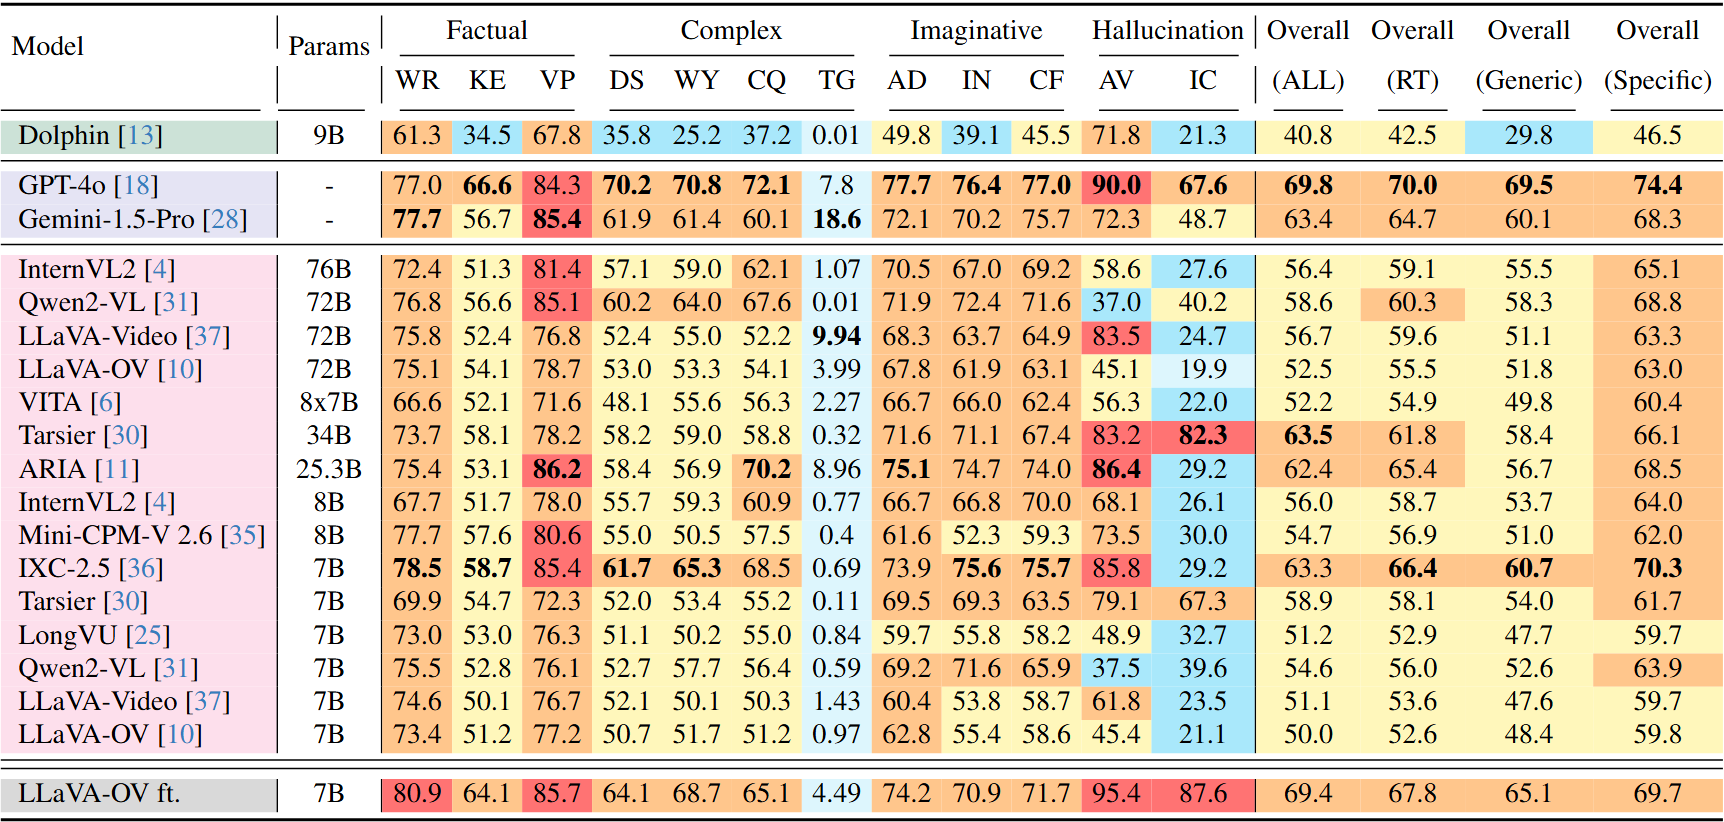 Model Params Factual Complex Imaginative Hallucination Overall Overall Overall Overall
WR KE VP DS WY CQ TG AD IN CF AV IC (ALL) (RT) (Generic) (Specific)
Dolphin [13] 9B 61.3 34.5 67.8 35.8 25.2 37.2 0.01 49.8 39.1 45.5 71.8 21.3 40.8 42.5 29.8 46.5
GPT-4o [18] - 77.0 66.6 84.3 70.2 70.8 72.1 7.8 77.7 76.4 77.0 90.0 67.6 69.8 70.0 69.5 74.4
Gemini-1.5-Pro [28] - 77.7 56.7 85.4 61.9 61.4 60.1 18.6 72.1 70.2 75.7 72.3 48.7 63.4 64.7 60.1 68.3
InternVL2 [4] 76B 72.4 51.3 81.4 57.1 59.0 62.1 1.07 70.5 67.0 69.2 58.6 27.6 56.4 59.1 55.5 65.1
Qwen2-VL [31] 72B 76.8 56.6 85.1 60.2 64.0 67.6 0.01 71.9 72.4 71.6 37.0 40.2 58.6 60.3 58.3 68.8
LLaVA-Video [37] 72B 75.8 52.4 76.8 52.4 55.0 52.2 9.94 68.3 63.7 64.9 83.5 24.7 56.7 59.6 51.1 63.3
LLaVA-OV [10] 72B 75.1 54.1 78.7 53.0 53.3 54.1 3.99 67.8 61.9 63.1 45.1 19.9 52.5 55.5 51.8 63.0
VITA [6] 8x7B 66.6 52.1 71.6 48.1 55.6 56.3 2.27 66.7 66.0 62.4 56.3 22.0 52.2 54.9 49.8 60.4
Tarsier [30] 34B 73.7 58.1 78.2 58.2 59.0 58.8 0.32 71.6 71.1 67.4 83.2 82.3 63.5 61.8 58.4 66.1
ARIA [11] 25.3B 75.4 53.1 86.2 58.4 56.9 70.2 8.96 75.1 74.7 74.0 86.4 29.2 62.4 65.4 56.7 68.5
InternVL2 [4] 8B 67.7 51.7 78.0 55.7 59.3 60.9 0.77 66.7 66.8 70.0 68.1 26.1 56.0 58.7 53.7 64.0
Mini-CPM-V 2.6 [35] 8B 77.7 57.6 80.6 55.0 50.5 57.5 0.4 61.6 52.3 59.3 73.5 30.0 54.7 56.9 51.0 62.0
IXC-2.5 [36] 7B 78.5 58.7 85.4 61.7 65.3 68.5 0.69 73.9 75.6 75.7 85.8 29.2 63.3 66.4 60.7 70.3
Tarsier [30] 7B 69.9 54.7 72.3 52.0 53.4 55.2 0.11 69.5 69.3 63.5 79.1 67.3 58.9 58.1 54.0 61.7
LongVU [25] 7B 73.0 53.0 76.3 51.1 50.2 55.0 0.84 59.7 55.8 58.2 48.9 32.7 51.2 52.9 47.7 59.7
Qwen2-VL [31] 7B 75.5 52.8 76.1 52.7 57.7 56.4 0.59 69.2 71.6 65.9 37.5 39.6 54.6 56.0 52.6 63.9
LLaVA-Video [37] 7B 74.6 50.1 76.7 52.1 50.1 50.3 1.43 60.4 53.8 58.7 61.8 23.5 51.1 53.6 47.6 59.7
LLaVA-OV [10] 7B 73.4 51.2 77.2 50.7 51.7 51.2 0.97 62.8 55.4 58.6 45.4 21.1 50.0 52.6 48.4 59.8
LLaVA-OV ft. 7B 80.9 64.1 85.7 64.1 68.7 65.1 4.49 74.2 70.9 71.7 95.4 87.6 69.4 67.8 65.1 69.7